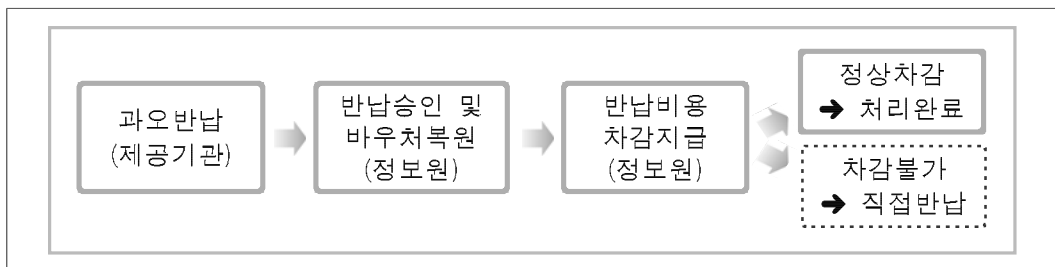 과오반납
(제공기관)
반납승인 및
바우처복원
(정보원)
반납비용
차감지급
(정보원)
정상차감
➔ 처리완료
차감불가
➔ 직접반납